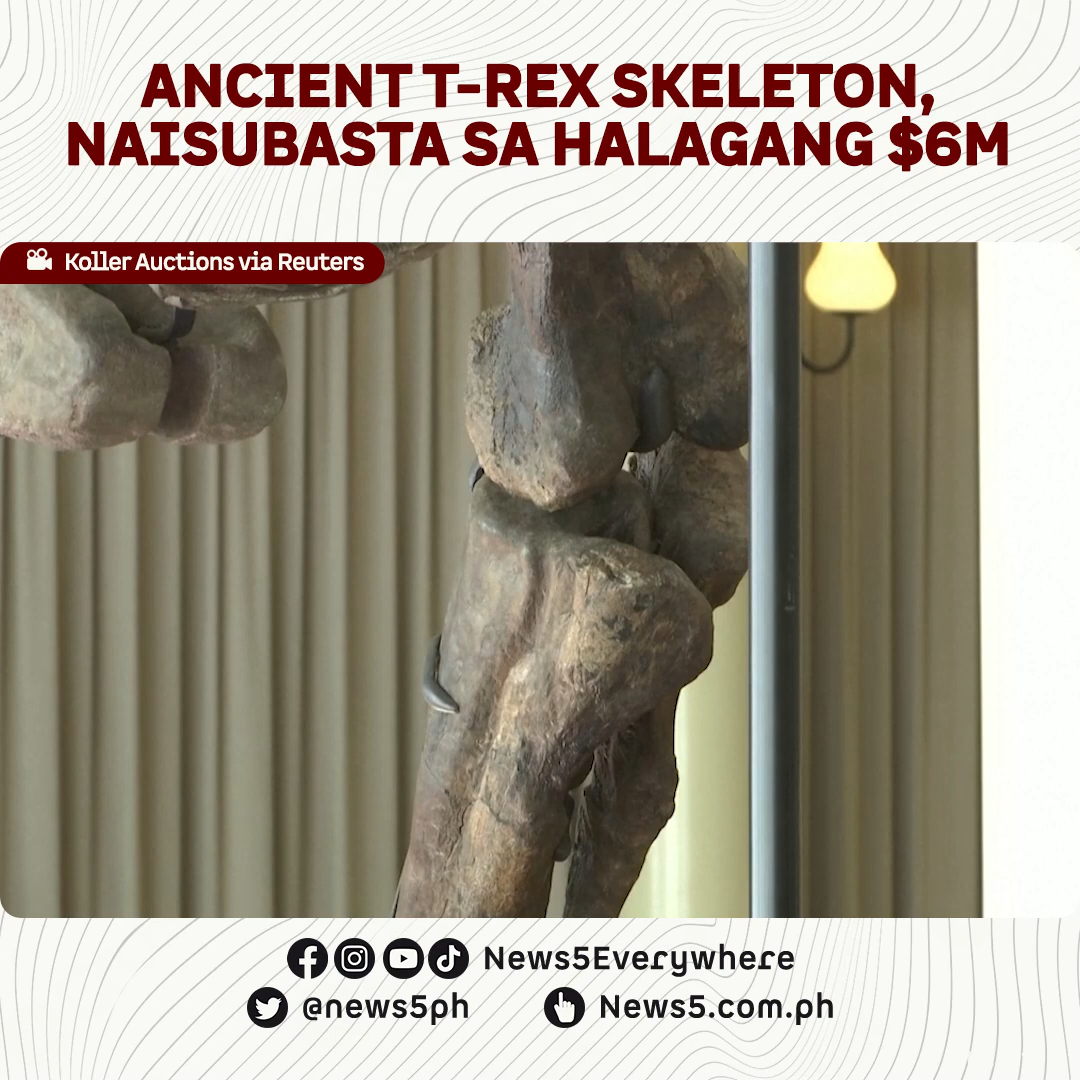 ANCIENT T-REX SKELETON,
NAISUBASTA SA HALAGANG $6M
Koller Auctions via Reuters
News5Everywhere
@news5ph News5.com.ph